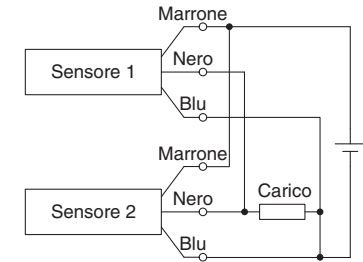 Marrone
Sensore 1
Nero
Blu
Marrone
Sensore 2
Nero
Carico
Blu